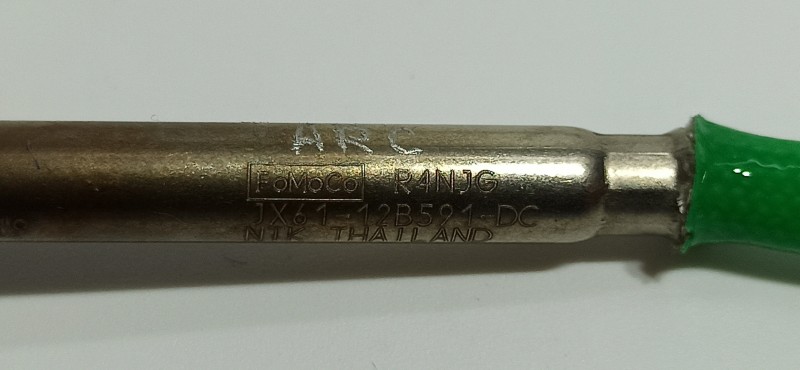 ARC
FoMoCo R4NJG
JX61-12B591-DC
NTK THAILAND